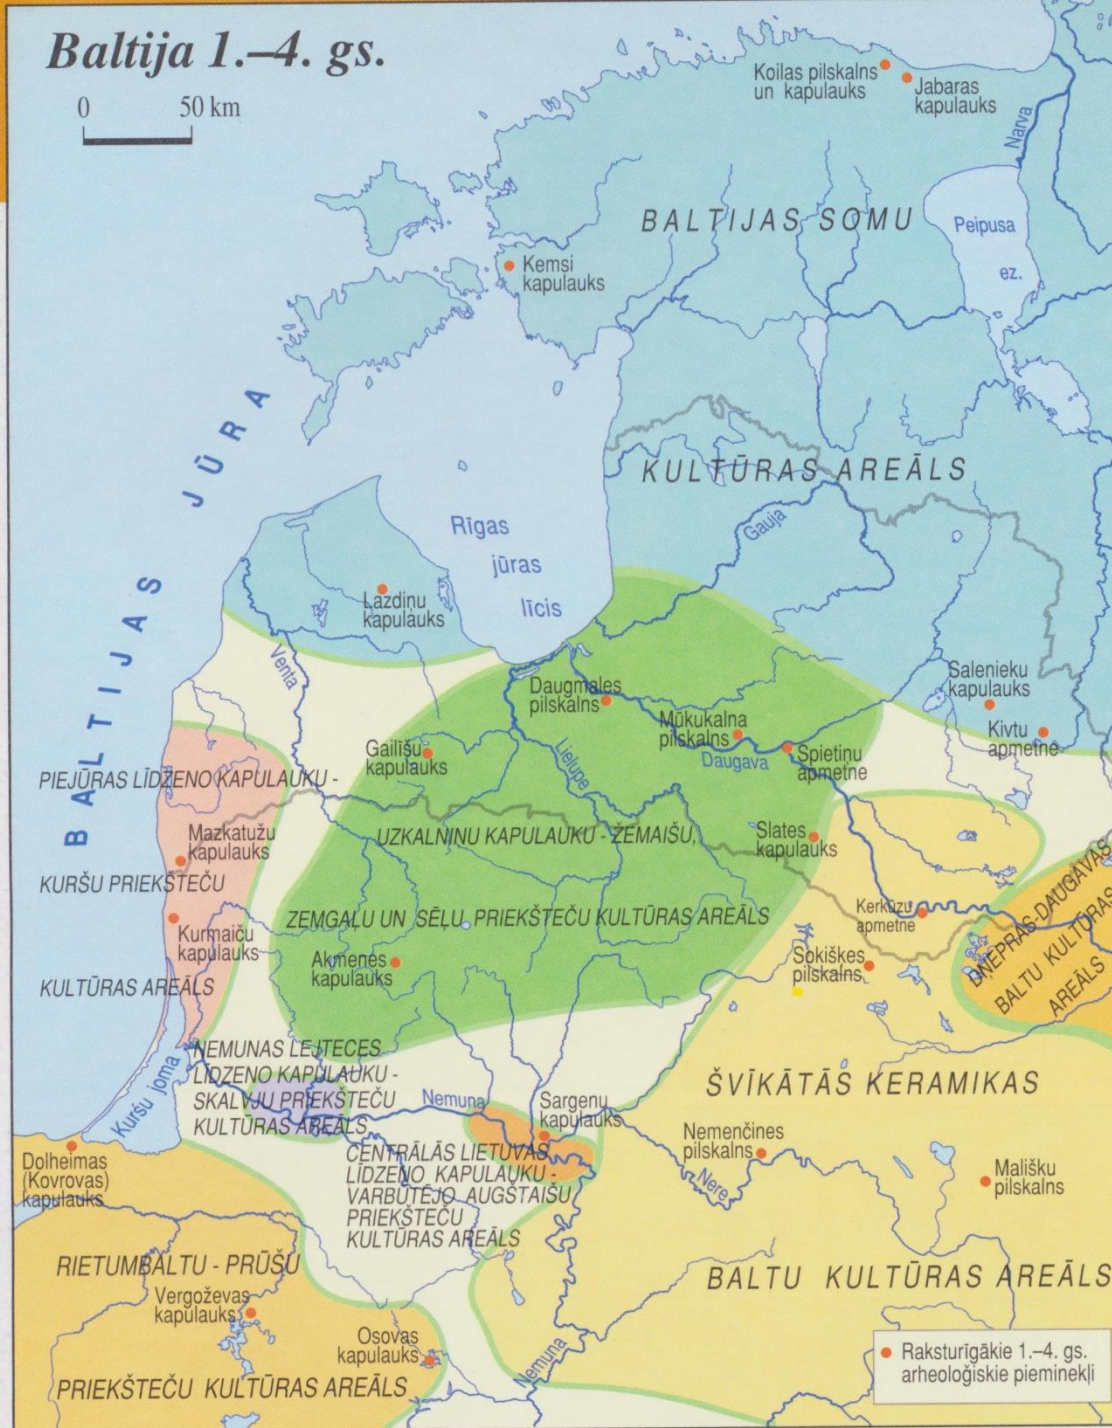 Baltija 1.–4. gs.
0 50 km
Koilas pilskalns
un kapulauks
Jabaras
kapulauks
Narva
BALTIJAS SOMU
Peipusa
ez.
Kemsi
kapulauks
BALTIJAS JŪRA
KULTŪRAS AREĀLS
Gauja
Rīgas
jūras
līcis
Lazdiņu
kapulauks
Venta
Daugmales
pilskalns
Salenieku
kapulauks
Mūkukalna
pilskalns
Kivtu
apmetne
Gailīšu
kapulauks
Lielupe
Daugava
Spietiņu
apmetne
PIEJŪRAS LĪDZENO KAPULAUKU -
Mazkatužu
kapulauks
UZKALNIŅU KAPULAUKU - ŽEMAIŠU,
Slates
kapulauks
KURŠU PRIEKŠTEČU
ZEMGAĻU UN SĒĻU PRIEKŠTEČU KULTŪRAS AREĀLS
Kerkūzu
apmetne
DŅEPRAS-DAUGAVAS
BALTU KULTŪRAS
AREĀLS
Kurmaiču
kapulauks
Akmenės
kapulauks
Sokišķes
pilskalns
KULTŪRAS AREĀLS
NEMUNAS LEJTECES
LĪDZENO KAPULAUKU -
SKALVJU PRIEKŠTEČU
KULTŪRAS AREĀLS
Kuršu joma
Nemuna
Sargenu
kapulauks
ŠVĪKĀTĀS KERAMIKAS
Nemenčines
pilskalns
Nere
Mališku
pilskalns
Dolheimas
(Kovrovas)
kapulauks
CENTRĀLĀS LIETUVAS
LĪDZENO KAPULAUKU -
VARBŪTĒJO AUGŠTAIŠU
PRIEKŠTEČU
KULTŪRAS AREĀLS
RIETUMBALTU - PRŪŠU
BALTU KULTŪRAS AREĀLS
Vergoževas
kapulauks
Osovas
kapulauks
Nemuna
PRIEKŠTEČU KULTŪRAS AREĀLS
Raksturīgākie 1.–4. gs.
arheoloģiskie pieminekļi